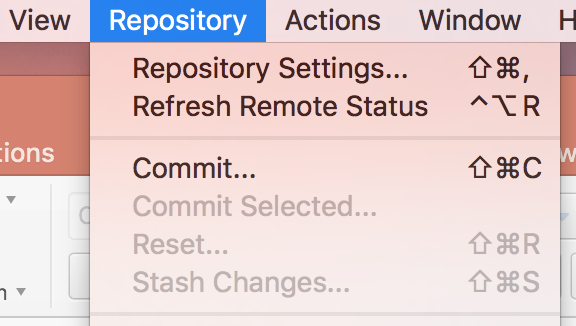 View Repository Actions Window H
Repository Settings... ⇧⌘,
Refresh Remote Status ^⌥R
tions
Commit... ⇧⌘C
Commit Selected...
Reset... ⇧⌘R
Stash Changes... ⇧⌘S